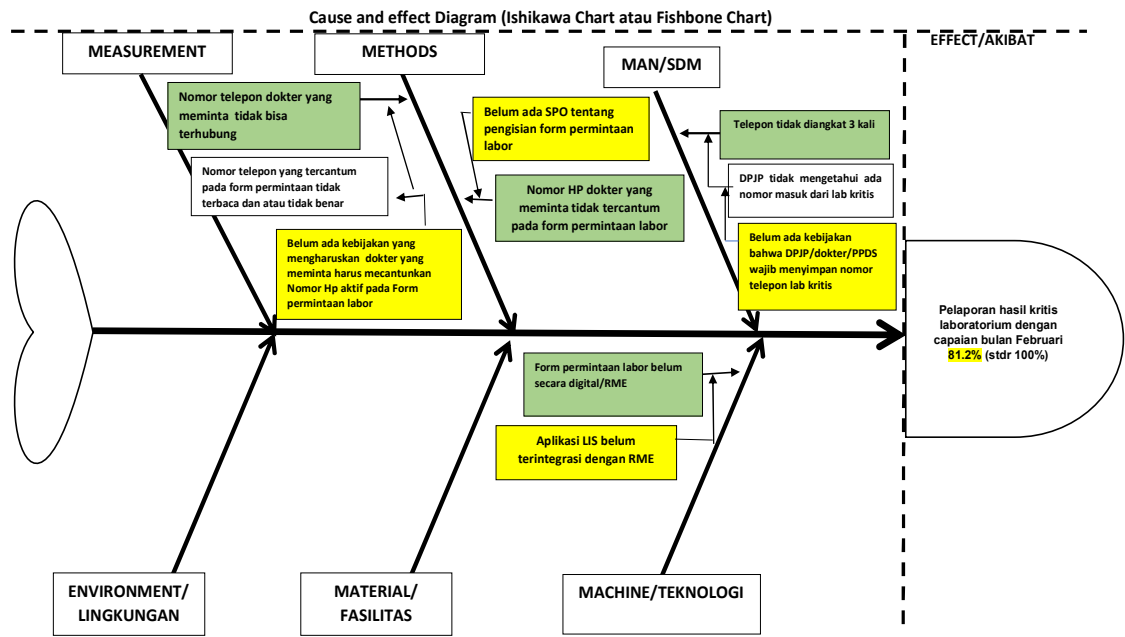 Cause and effect Diagram (Ishikawa Chart atau Fishbone Chart)
EFFECT/AKIBAT
MEASUREMENT
METHODS
MAN/SDM
Nomor telepon dokter yang
meminta tidak bisa
terhubung
Nomor telepon yang tercantum
pada form permintaan tidak
terbaca dan atau tidak benar
Belum ada kebijakan yang
mengharuskan dokter yang
meminta harus mecantunkan
Nomor Hp aktif pada Form
permintaan labor
Belum ada SPO tentang
pengisian form permintaan
labor
Nomor HP dokter yang
meminta tidak tercantum
pada form permintaan labor
Telepon tidak diangkat 3 kali
DPJP tidak mengetahui ada
nomor masuk dari lab kritis
Belum ada kebijakan
bahwa DPJP/dokter/PPDS
wajib menyimpan nomor
telepon lab kritis
Pelaporan hasil kritis
laboratorium dengan
capaian bulan Februari
81.2% (stdr 100%)
Form permintaan labor belum
secara digital/RME
Aplikasi LIS belum
terintegrasi dengan RME
ENVIRONMENT/
LINGKUNGAN
MATERIAL/
FASILITAS
MACHINE/TEKNOLOGI